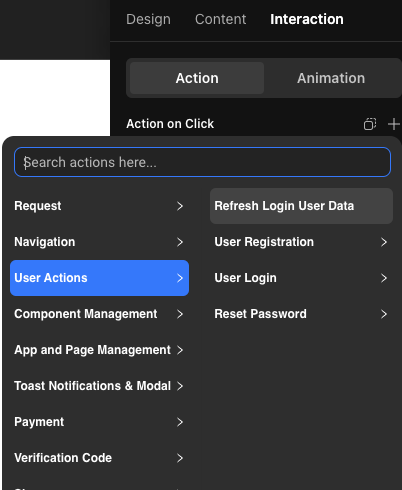 Design Content Interaction
Action Animation
Action on Click
Search actions here...
Request Refresh Login User Data
Navigation User Registration
User Actions User Login
Component Management Reset Password
App and Page Management
Toast Notifications & Modal
Payment
Verification Code